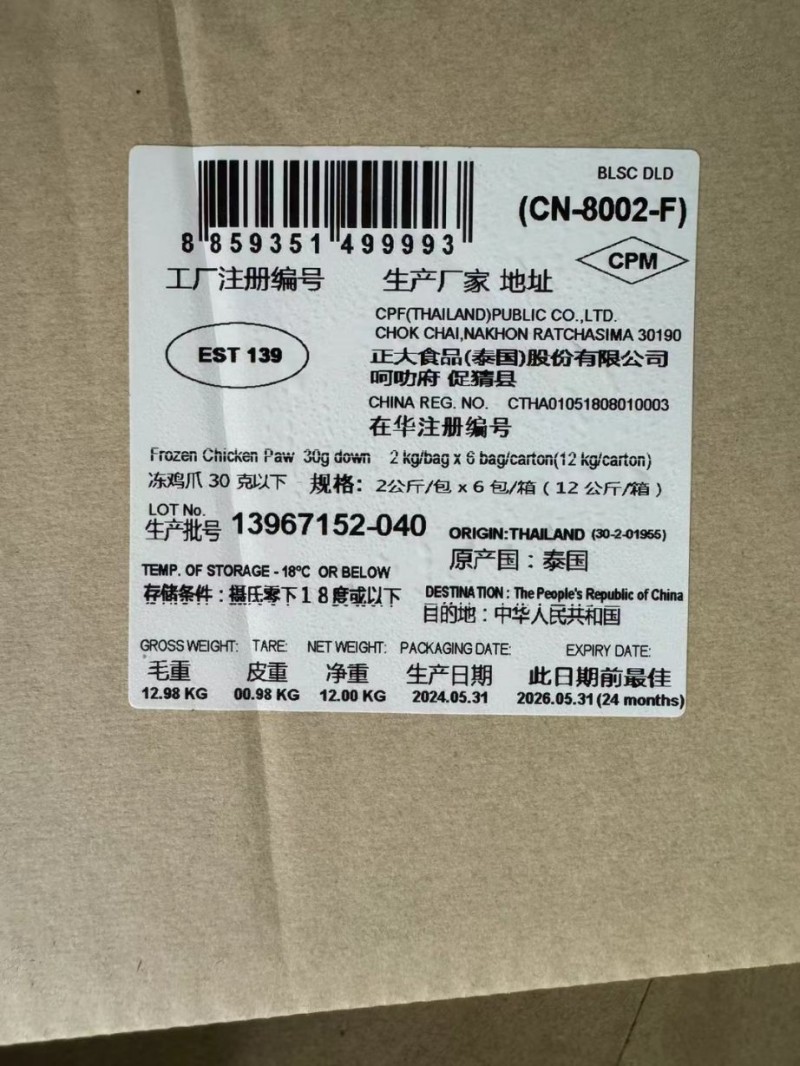 BLSC DLD
(CN-8002-F)
8 859351 499993
CPM
工厂注册编号 生产厂家 地址
CPF(THAILAND)PUBLIC CO.,LTD.
CHOK CHAI,NAKHON RATCHASIMA 30190
EST 139
正大食品(泰国)股份有限公司
呵叻府 促猜县
CHINA REG. NO. CTHA01051808010003
在华注册编号
Frozen Chicken Paw 30g down 2 kg/bag x 6 bag/carton(12 kg/carton)
冻鸡爪 30 克以下 规格: 2公斤/包 x 6 包/箱 ( 12 公斤/箱 )
LOT No.
生产批号 13967152-040
ORIGIN:THAILAND (30-2-01955)
原产国：泰国
TEMP. OF STORAGE - 18°C OR BELOW
存储条件：摄氏零下18度或以下
DESTINATION : The People's Republic of China
目的地：中华人民共和国
GROSS WEIGHT: TARE: NET WEIGHT: PACKAGING DATE: EXPIRY DATE:
毛重 皮重 净重 生产日期 此日期前最佳
12.98 KG 00.98 KG 12.00 KG 2024.05.31 2026.05.31 (24 months)